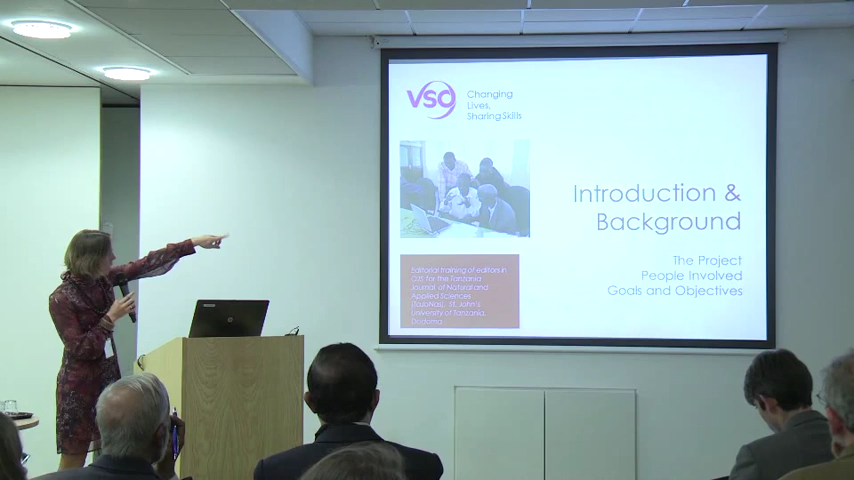 vso
Changing
Lives.
Sharing Skills
Introduction &
Background
The Project
People Involved
Goals and Objectives
Editorial training of editors in
OJS for the Tanzania
Journal of Natural and
Applied Sciences
(TaJONAS)- ST. John's
University of Tanzania,
Dodoma